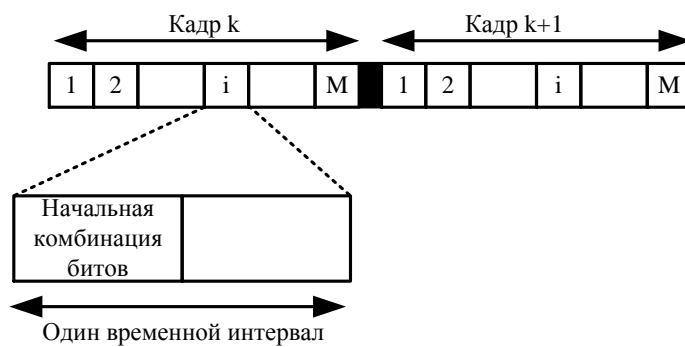 Кадр k Кадр k+1
1 2 i M 1 2 i M
Начальная
комбинация
битов
Один временной интервал